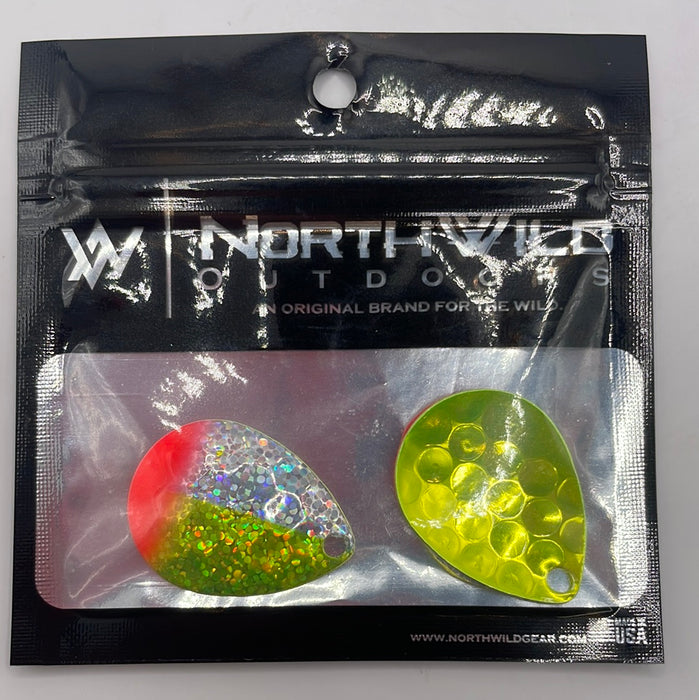 NORTHWILD
OUTDOORS
AN ORIGINAL BRAND FOR THE WILD.
WWW.NORTHWILDGEAR.COM
USA